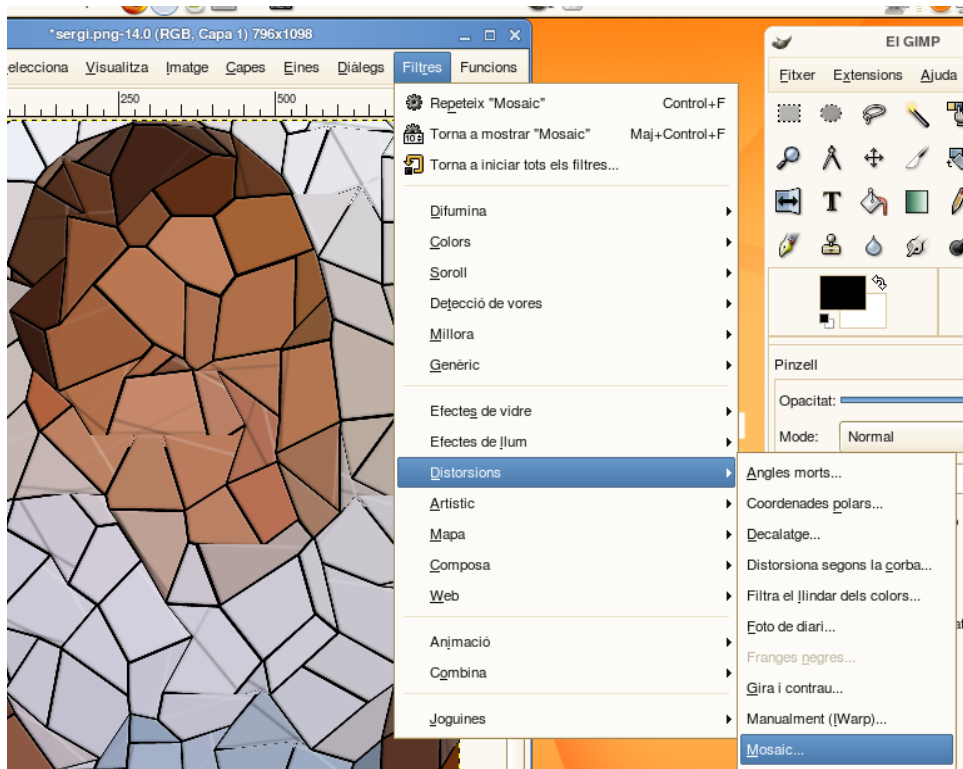 *sergi.png-14.0 (RGB, Capa 1) 796x1098
elecciona Visualitza Imatge Capes Eines Diàlegs Filtres Funcions
250 500
Repeteix "Mosaic" Control+F
Torna a mostrar "Mosaic" Maj+Control+F
Torna a iniciar tots els filtres...
Difumina
Colors
Soroll
Detecció de vores
Millora
Genèric
Efectes de vidre
Efectes de llum
Distorsions
Artístic
Mapa
Composa
Web
Animació
Combina
Joguines
Angles morts...
Coordenades polars...
Decalatge...
Distorsiona segons la corba...
Filtra el llindar dels colors...
Foto de diari...
Franges negres...
Gira i contrau...
Manualment (IWarp)...
Mosaic...
El GIMP
Fitxer Extensions Ajuda
Pinzell
Opacitat:
Mode: Normal